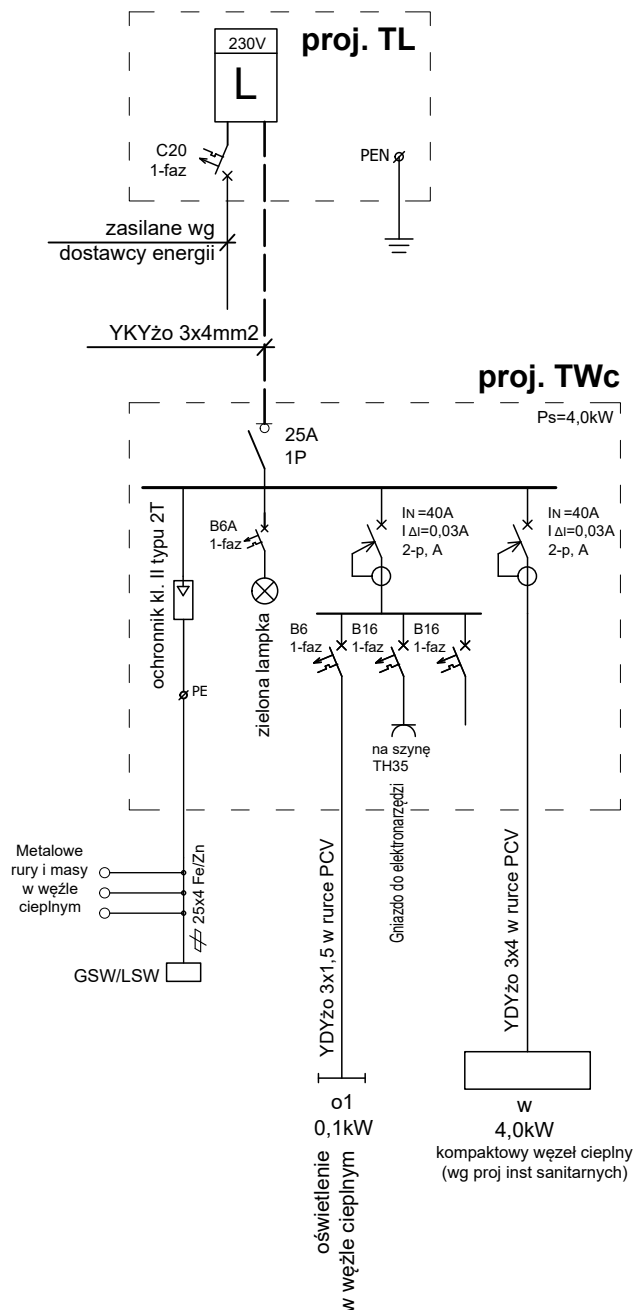 proj. TL
230V
L
C20
1-faz
PEN
zasilane wg
dostawcy energii
YKYżo 3x4mm2
proj. TWc
Ps=4,0kW
25A
1P
ochronnik kl. II typu 2T
PE
B6A
1-faz
zielona lampka
IN =40A
I ΔI=0,03A
2-p, A
IN =40A
I ΔI=0,03A
2-p, A
B6
1-faz
B16
1-faz
B16
1-faz
na szynę
TH35
Gniazdo do elektronarzędzi
Metalowe
rury i masy
w węźle
cieplnym
25x4 Fe/Zn
GSW/LSW
YDYżo 3x1,5 w rurce PCV
YDYżo 3x4 w rurce PCV
o1
0,1kW
oświetlenie
w węźle cieplnym
w
4,0kW
kompaktowy węzeł cieplny
(wg proj inst sanitarnych)